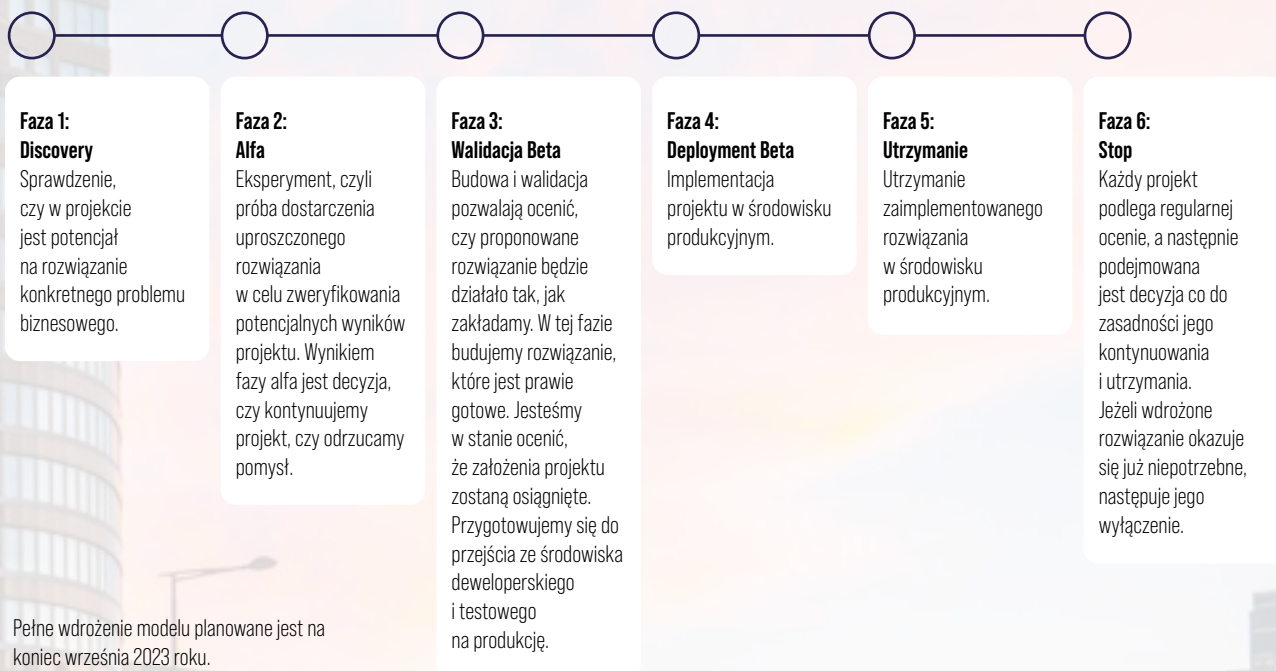 Faza 1:
Discovery
Sprawdzenie,
czy w projekcie
jest potencjał
na rozwiązanie
konkretnego problemu
biznesowego.
Faza 2:
Alfa
Eksperyment, czyli
próba dostarczenia
uproszczonego
rozwiązania
w celu zweryfikowania
potencjalnych wyników
projektu. Wynikiem
fazy alfa jest decyzja,
czy kontynuujemy
projekt, czy odrzucamy
pomysł.
Faza 3:
Walidacja Beta
Budowa i walidacja
pozwalają ocenić,
czy proponowane
rozwiązanie będzie
działało tak, jak
zakładamy. W tej fazie
budujemy rozwiązanie,
które jest prawie
gotowe. Jesteśmy
w stanie ocenić,
że założenia projektu
zostaną osiągnięte.
Przygotowujemy się do
przejścia ze środowiska
deweloperskiego
i testowego
na produkcję.
Faza 4:
Deployment Beta
Implementacja
projektu w środowisku
produkcyjnym.
Faza 5:
Utrzymanie
Utrzymanie
zaimplementowanego
rozwiązania
w środowisku
produkcyjnym.
Faza 6:
Stop
Każdy projekt
podlega regularnej
ocenie, a następnie
podejmowana
jest decyzja co do
zasadności jego
kontynuowania
i utrzymania.
Jeżeli wdrożone
rozwiązanie okazuje
się już niepotrzebne,
następuje jego
wyłączenie.
Pełne wdrożenie modelu planowane jest na
koniec września 2023 roku.